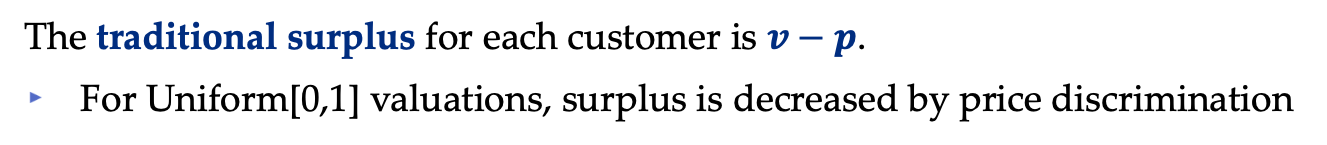 The traditional surplus for each customer is v – p.
▸ For Uniform[0,1] valuations, surplus is decreased by price discrimination